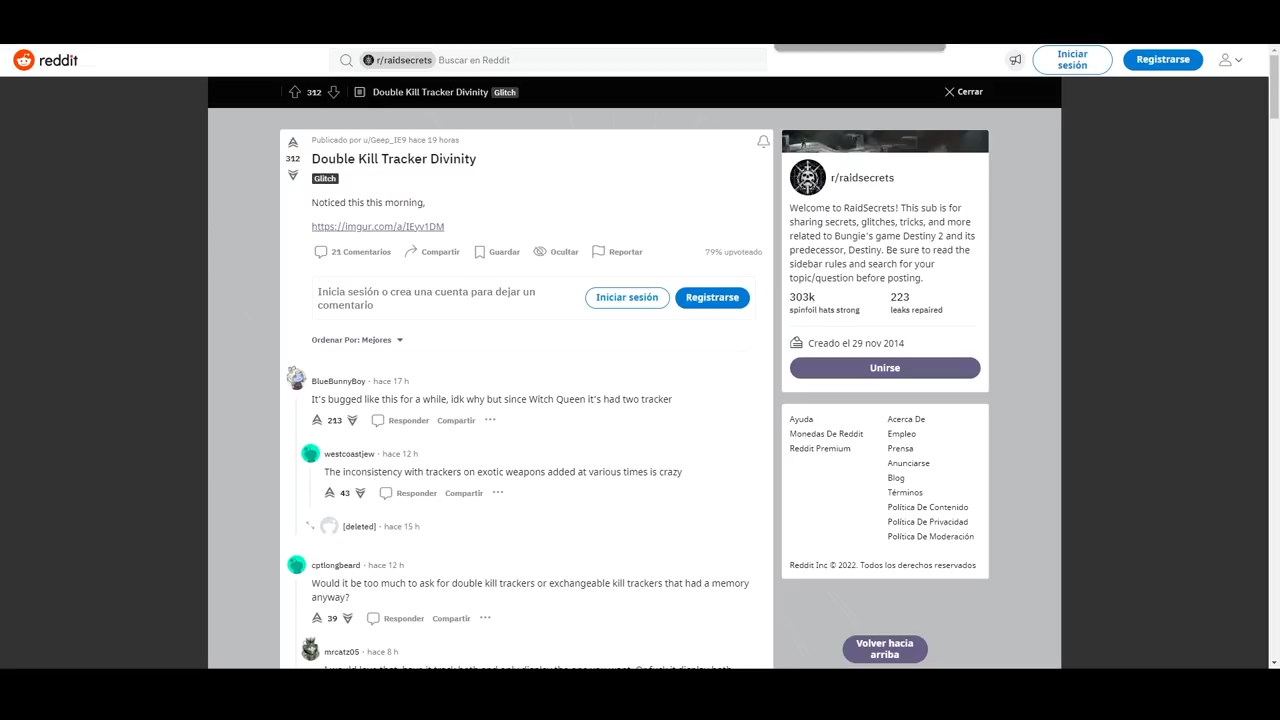 reddit
r/raidsecrets Buscar en Reddit
Iniciar sesión
Registrarse
312 Double Kill Tracker Divinity Glitch
Cerrar
Publicado por u/Geep_IE9 hace 19 horas
312
Double Kill Tracker Divinity
Glitch
Noticed this this morning,
https://imgur.com/a/IEyv1DM
21 Comentarios Compartir Guardar Ocultar Reportar 79% upvoteado
Inicia sesión o crea una cuenta para dejar un
comentario
Iniciar sesión Registrarse
Ordenar Por: Mejores
BlueBunnyBoy · hace 17 h
It's bugged like this for a while, idk why but since Witch Queen it's had two tracker
213 Responder Compartir ···
westcoastjew · hace 12 h
The inconsistency with trackers on exotic weapons added at various times is crazy
43 Responder Compartir ···
[deleted] · hace 15 h
cptlongbeard · hace 12 h
Would it be too much to ask for double kill trackers or exchangeable kill trackers that had a memory
anyway?
39 Responder Compartir ···
mrcatz05 · hace 8 h
r/raidsecrets
Welcome to RaidSecrets! This sub is for
sharing secrets, glitches, tricks, and more
related to Bungie's game Destiny 2 and its
predecessor, Destiny. Be sure to read the
sidebar rules and search for your
topic/question before posting.
303k 223
spinfoil hats strong leaks repaired
Creado el 29 nov 2014
Unirse
Ayuda Acerca De
Monedas De Reddit Empleo
Reddit Premium Prensa
Anunciarse
Blog
Términos
Política De Contenido
Política De Privacidad
Política De Moderación
Reddit Inc © 2022. Todos los derechos reservados
Volver hacia
arriba